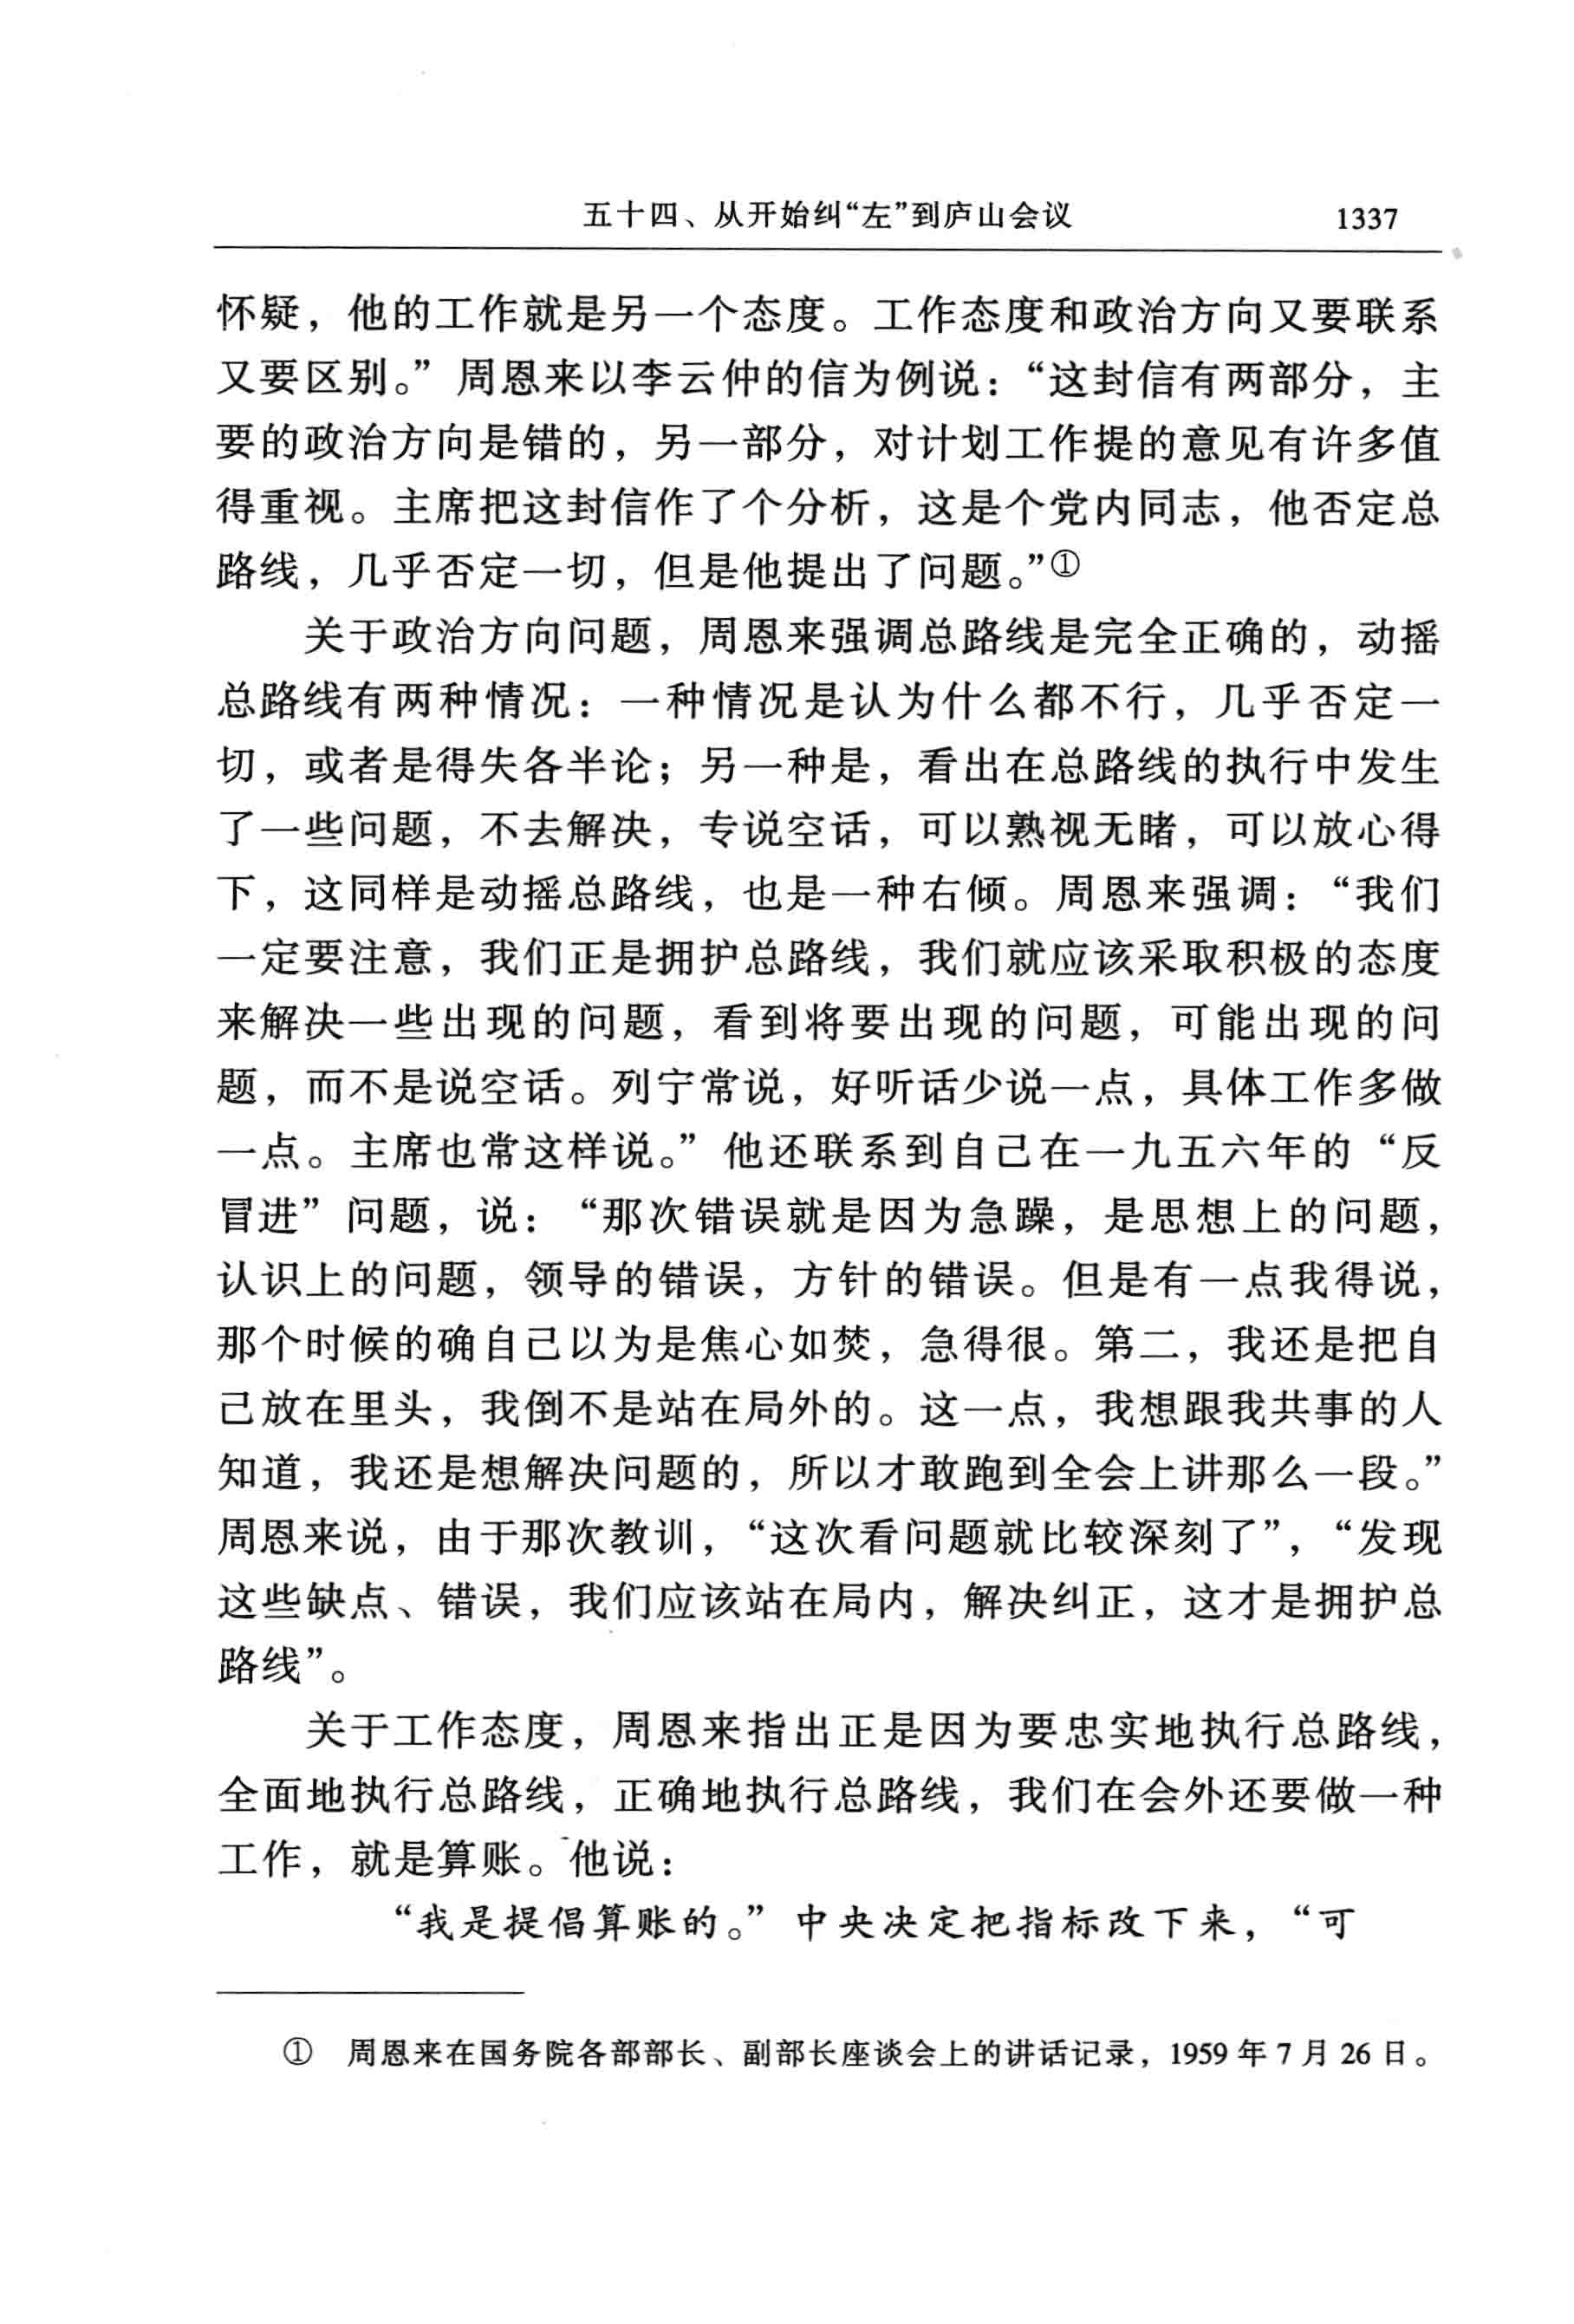 五十四、从开始纠“左”到庐山会议 1337
怀疑，他的工作就是另一个态度。工作态度和政治方向又要联系
又要区别。”周恩来以李云仲的信为例说：“这封信有两部分，主
要的政治方向是错的，另一部分，对计划工作提的意见有许多值
得重视。主席把这封信作了个分析，这是个党内同志，他否定总
路线，几乎否定一切，但是他提出了问题。”①
关于政治方向问题，周恩来强调总路线是完全正确的，动摇
总路线有两种情况：一种情况是认为什么都不行，几乎否定一
切，或者是得失各半论；另一种是，看出在总路线的执行中发生
了一些问题，不去解决，专说空话，可以熟视无睹，可以放心得
下，这同样是动摇总路线，也是一种右倾。周恩来强调：“我们
一定要注意，我们正是拥护总路线，我们就应该采取积极的态度
来解决一些出现的问题，看到将要出现的问题，可能出现的问
题，而不是说空话。列宁常说，好听话少说一点，具体工作多做
一点。主席也常这样说。”他还联系到自己在一九五六年的“反
冒进”问题，说：“那次错误就是因为急躁，是思想上的问题，
认识上的问题，领导的错误，方针的错误。但是有一点我得说，
那个时候的确自己以为是焦心如焚，急得很。第二，我还是把自
己放在里头，我倒不是站在局外的。这一点，我想跟我共事的人
知道，我还是想解决问题的，所以才敢跑到全会上讲那么一段。”
周恩来说，由于那次教训，“这次看问题就比较深刻了”，“发现
这些缺点、错误，我们应该站在局内，解决纠正，这才是拥护总
路线”。
关于工作态度，周恩来指出正是因为要忠实地执行总路线，
全面地执行总路线，正确地执行总路线，我们在会外还要做一种
工作，就是算账。他说：
“我是提倡算账的。”中央决定把指标改下来，“可
① 周恩来在国务院各部部长、副部长座谈会上的讲话记录，1959 年 7 月 26 日。